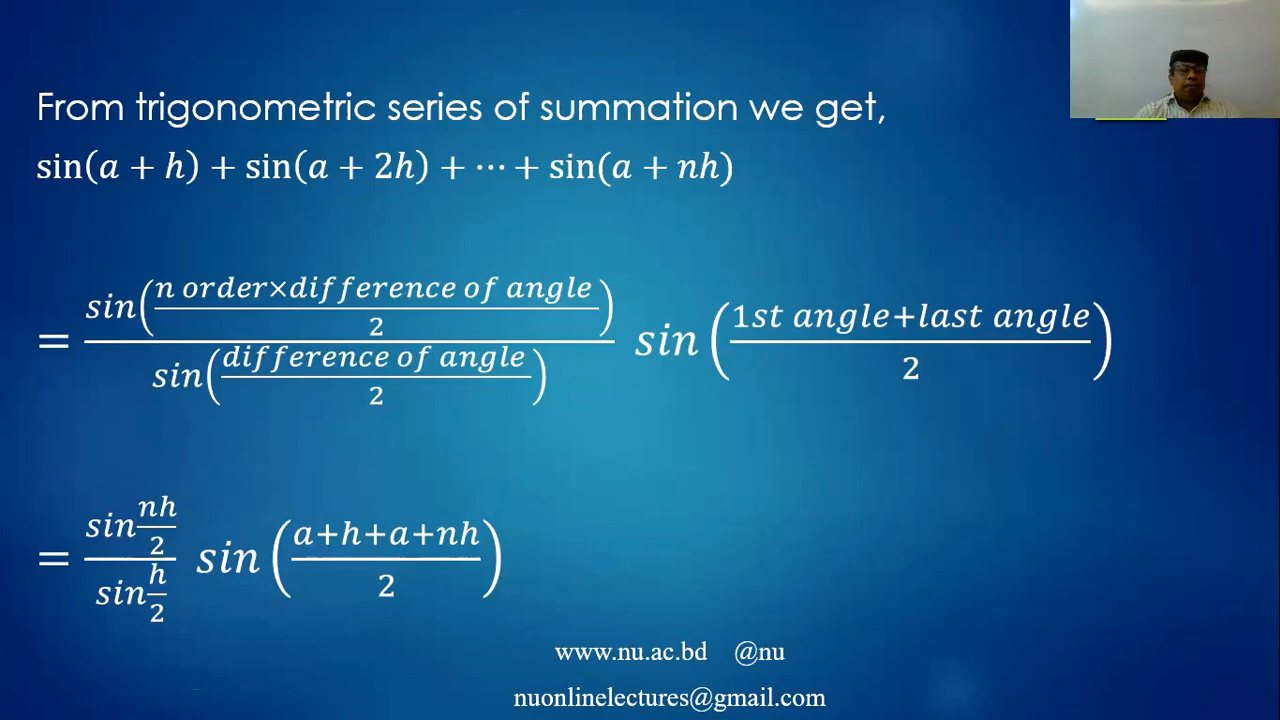 From trigonometric series of summation we get,
sin(a + h) + sin(a + 2h) + ⋯ + sin(a + nh)
= sin(n order×difference of angle / 2) / sin(difference of angle / 2) sin(1st angle+last angle / 2)
= sin nh/2 / sin h/2 sin(a+h+a+nh / 2)
www.nu.ac.bd @nu
nuonlinelectures@gmail.com